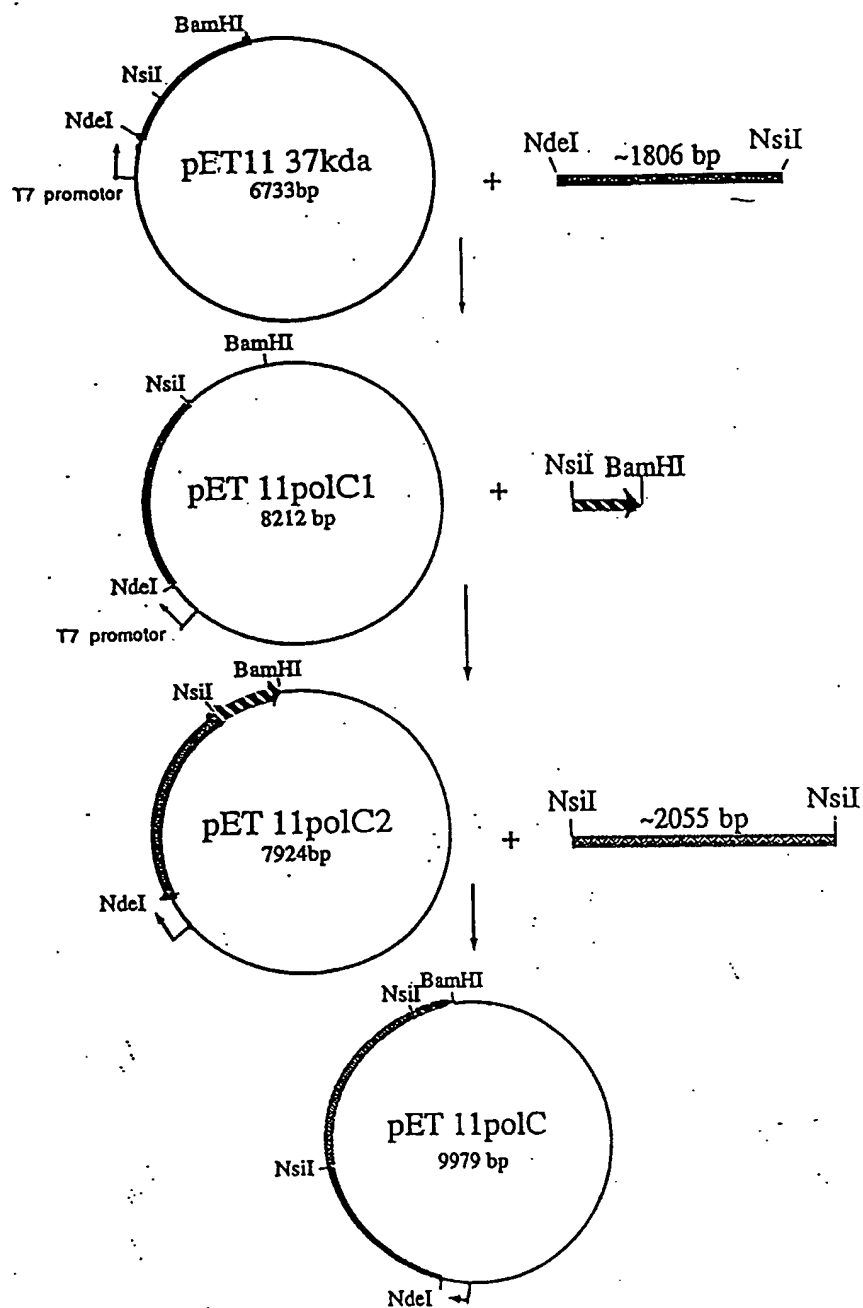 BamHI
NsiI
NdeI
T7 promotor
pET11 37kda
6733bp
+
NdeI
~1806 bp
NsiI
BamHI
NsiI
pET 11polC1
8212 bp
NdeI
T7 promotor
+
NsiI
BamHI
BamHI
NsiI
pET 11polC2
7924bp
NdeI
+
NsiI
~2055 bp
NsiI
NsiI
BamHI
pET 11polC
9979 bp
NsiI
NdeI